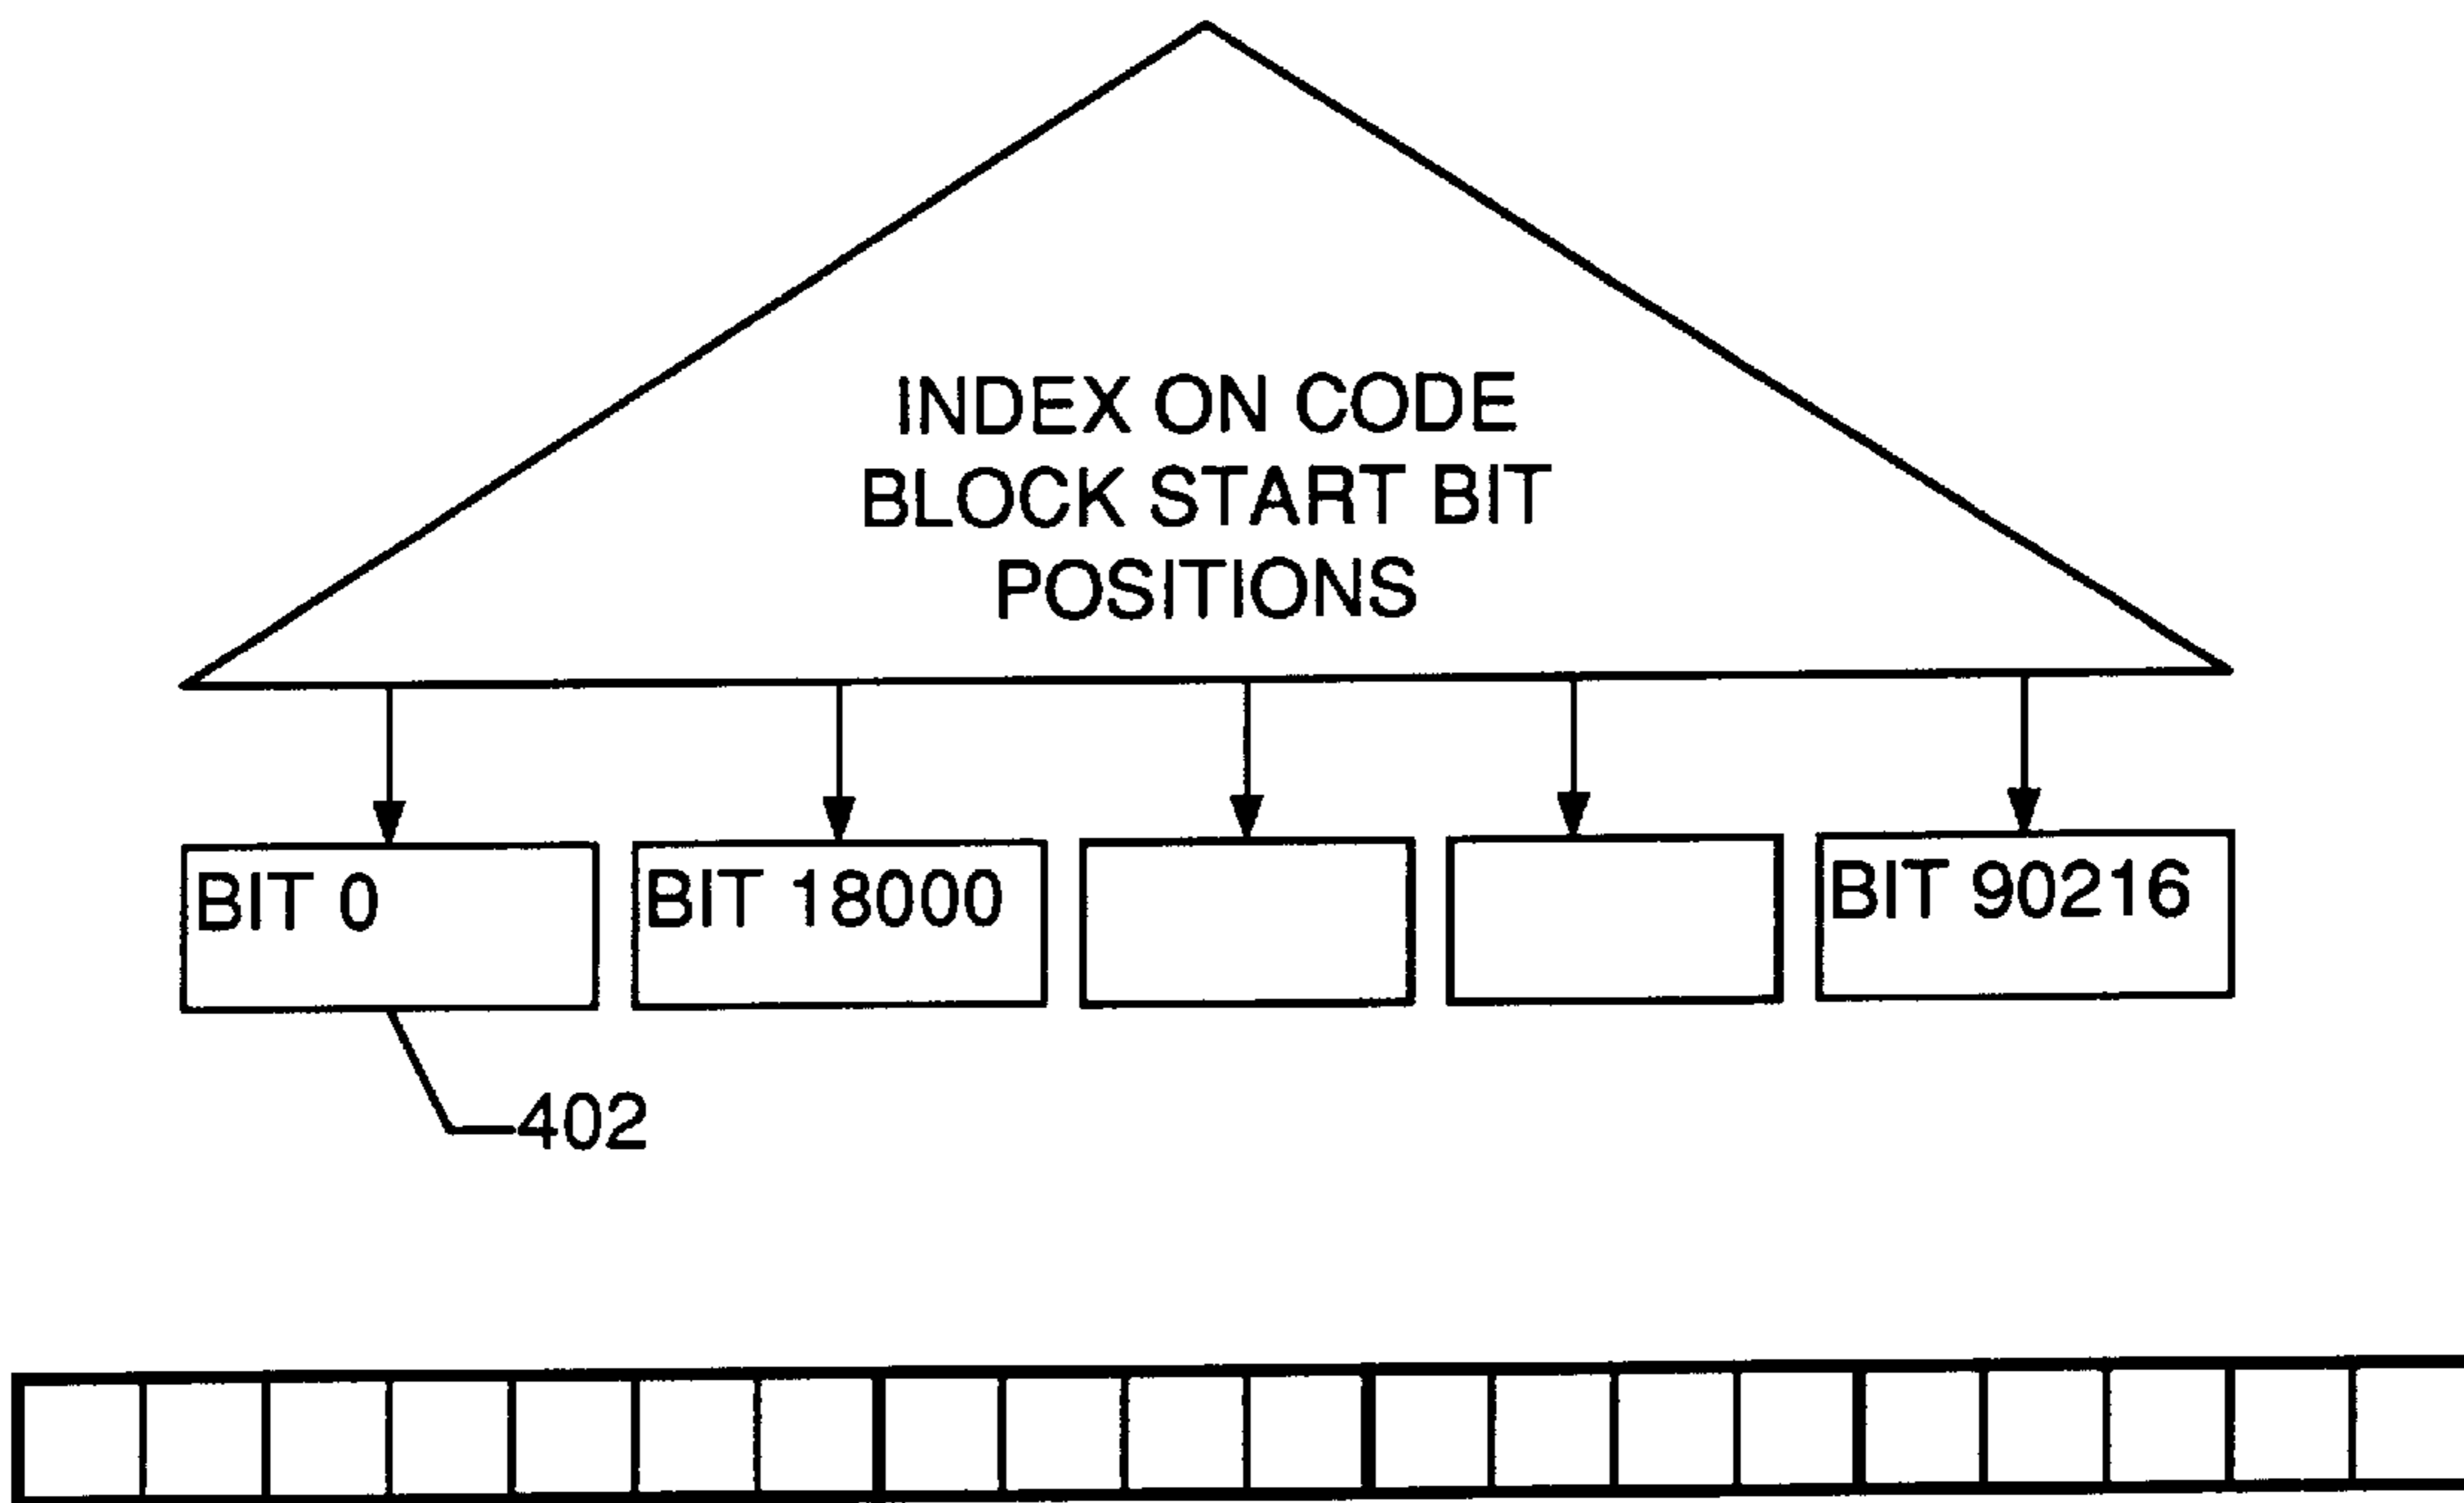 INDEX ON CODE
BLOCK START BIT
POSITIONS
BIT 0
BIT 18000
BIT 90216
402